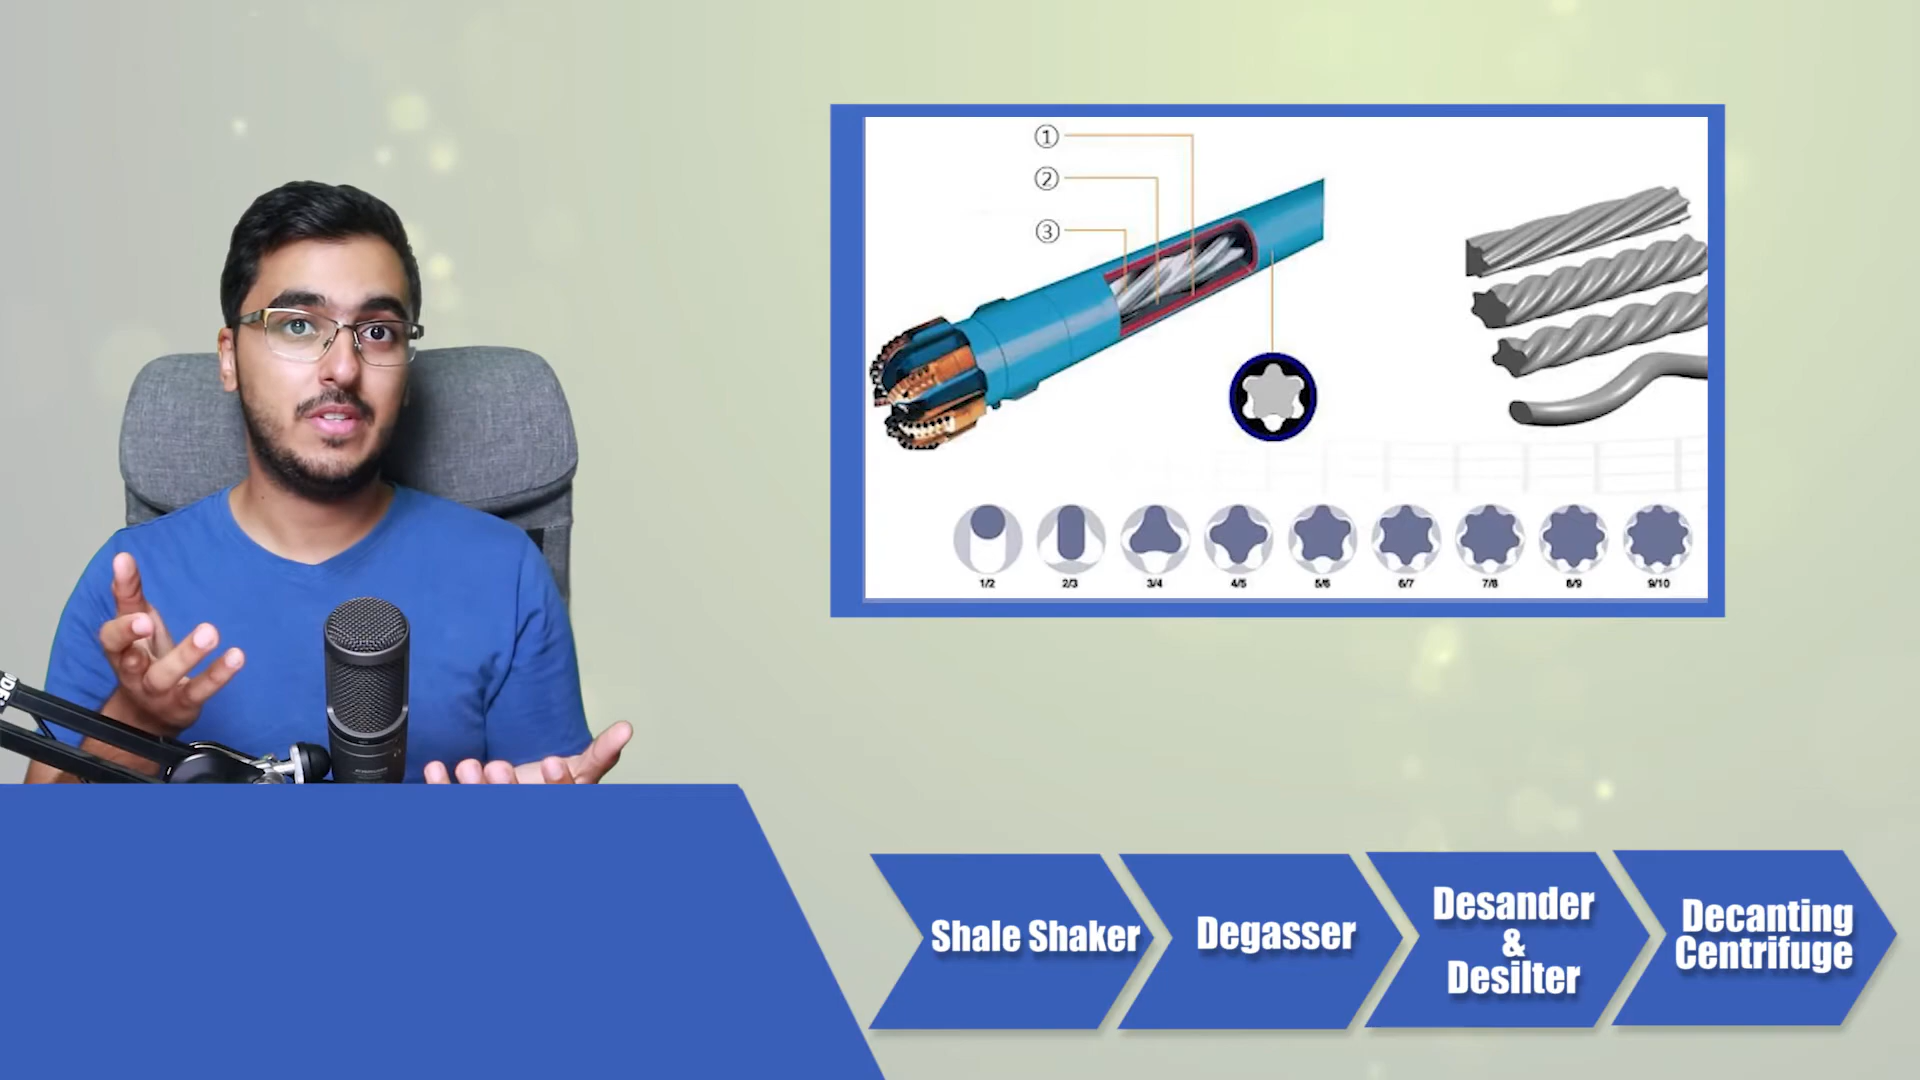 ①
②
③
1/2
2/3
3/4
4/5
5/6
6/7
7/8
8/9
9/10
Shale Shaker
Degasser
Desander
&
Desilter
Decanting
Centrifuge